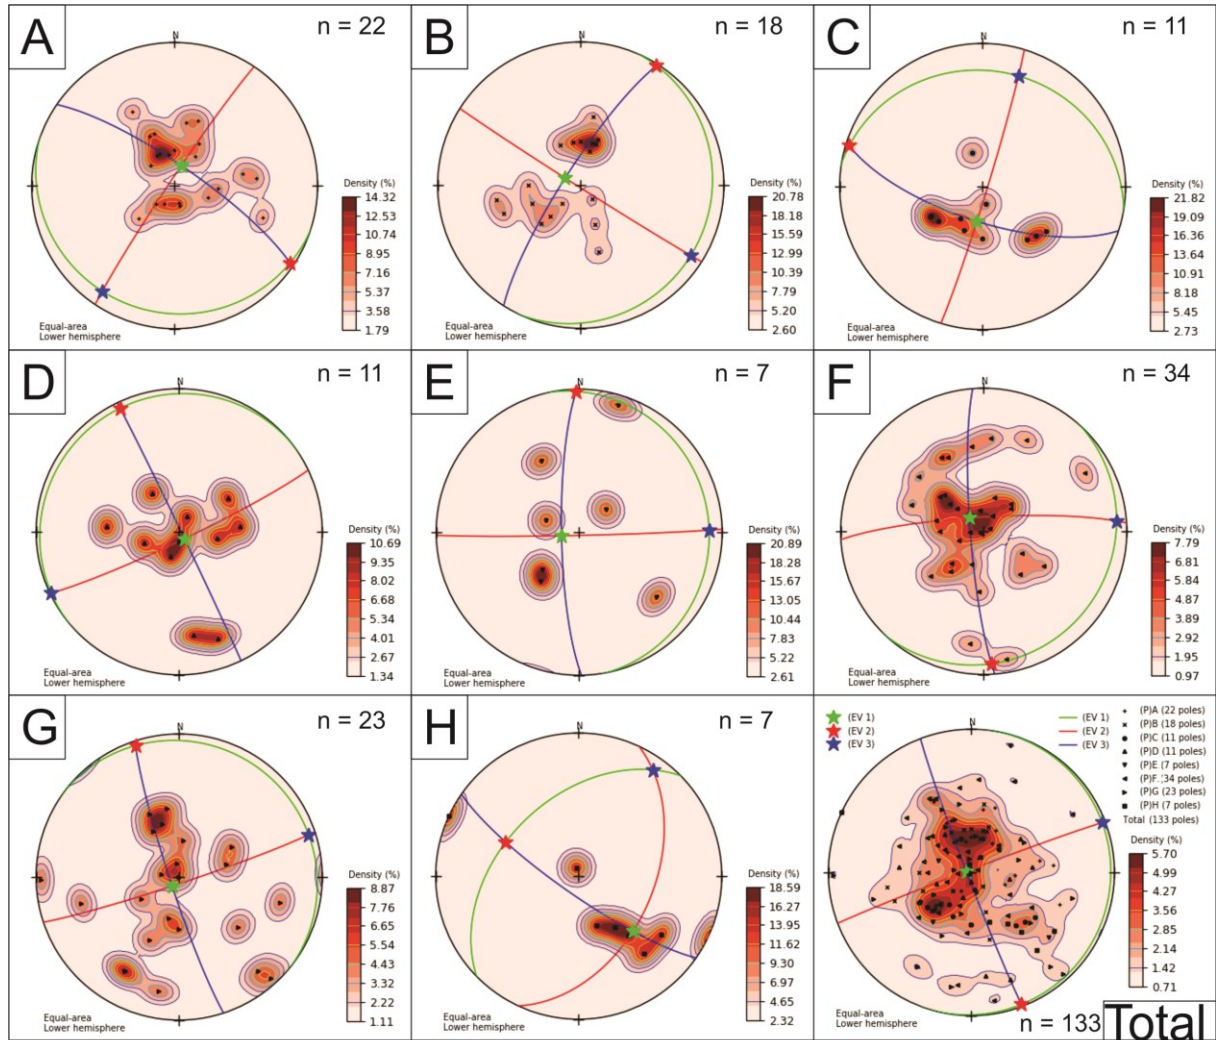 A
n = 22
N
Density (%)
14.32
12.53
10.74
8.95
7.16
5.37
3.58
1.79
Equal-area
Lower hemisphere
B
n = 18
N
Density (%)
20.78
18.18
15.59
12.99
10.39
7.79
5.20
2.60
Equal-area
Lower hemisphere
C
n = 11
N
Density (%)
21.82
19.09
16.36
13.64
10.91
8.18
5.45
2.73
Equal-area
Lower hemisphere
D
n = 11
N
Density (%)
10.69
9.35
8.02
6.68
5.34
4.01
2.67
1.34
Equal-area
Lower hemisphere
E
n = 7
N
Density (%)
20.89
18.28
15.67
13.05
10.44
7.83
5.22
2.61
Equal-area
Lower hemisphere
F
n = 34
N
Density (%)
7.79
6.81
5.84
4.87
3.89
2.92
1.95
0.97
Equal-area
Lower hemisphere
G
n = 23
N
Density (%)
8.87
7.76
6.65
5.54
4.43
3.32
2.22
1.11
Equal-area
Lower hemisphere
H
n = 7
N
Density (%)
18.59
16.27
13.95
11.62
9.30
6.97
4.65
2.32
Equal-area
Lower hemisphere
(EV 1)
(EV 2)
(EV 3)
N
(EV 1)
(EV 2)
(EV 3)
(P)A (22 poles)
(P)B (18 poles)
(P)C (11 poles)
(P)D (11 poles)
(P)E (7 poles)
(P)F (34 poles)
(P)G (23 poles)
(P)H (7 poles)
Total (133 poles)
Density (%)
5.70
4.99
4.27
3.56
2.85
2.14
1.42
0.71
Equal-area
Lower hemisphere
n = 133
Total